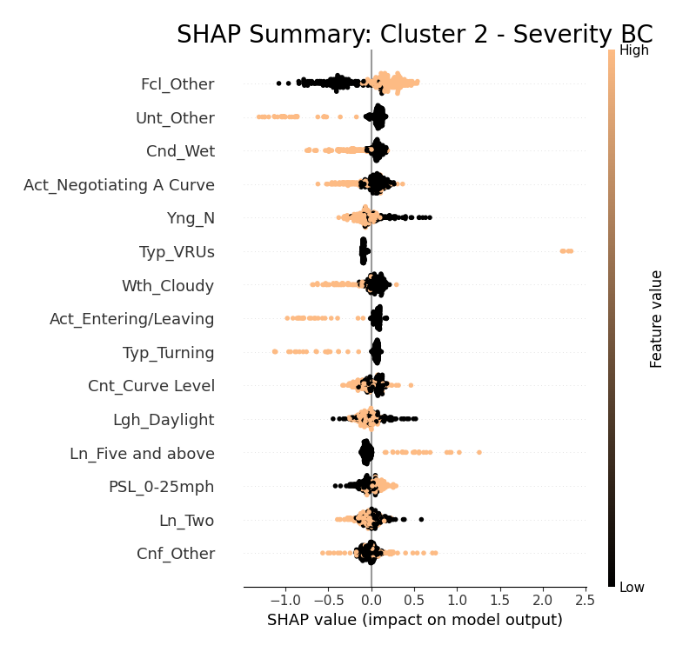 SHAP Summary: Cluster 2 - Severity BC
High
Fcl_Other
Unt_Other
Cnd_Wet
Act_Negotiating A Curve
Yng_N
Typ_VRUs
Wth_Cloudy
Act_Entering/Leaving
Typ_Turning
Cnt_Curve Level
Lgh_Daylight
Ln_Five and above
PSL_0-25mph
Ln_Two
Cnf_Other
Feature value
Low
−1.0 −0.5 0.0 0.5 1.0 1.5 2.0 2.5
SHAP value (impact on model output)